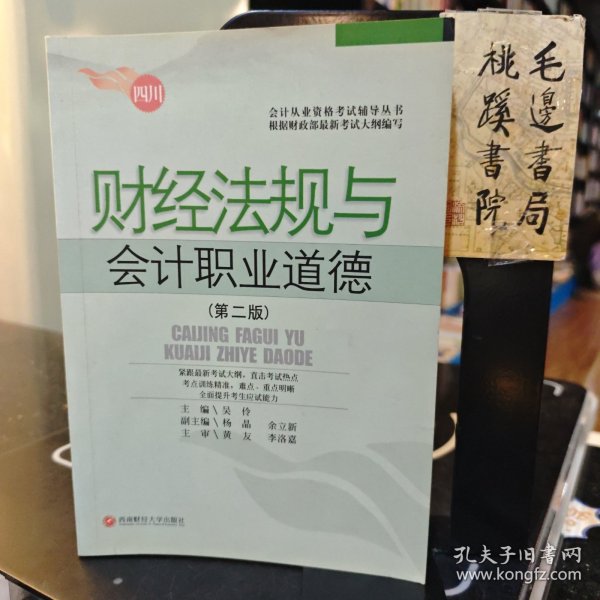 四川
会计从业资格考试辅导丛书
根据财政部最新考试大纲编写
财经法规与
会计职业道德
(第二版)
CAIJING FAGUI YU
KUAIJI ZHIYE DAODE
紧跟最新考试大纲，直击考试热点
考点训练精准，难点、重点明晰
全面提升考生应试能力
主 编\吴 伶
副主编\杨 晶 余立新
主 审\黄 友 李洛嘉
西南财经大学出版社
毛边书局
桃蹊书院
孔夫子旧书网
www.kongfz.com